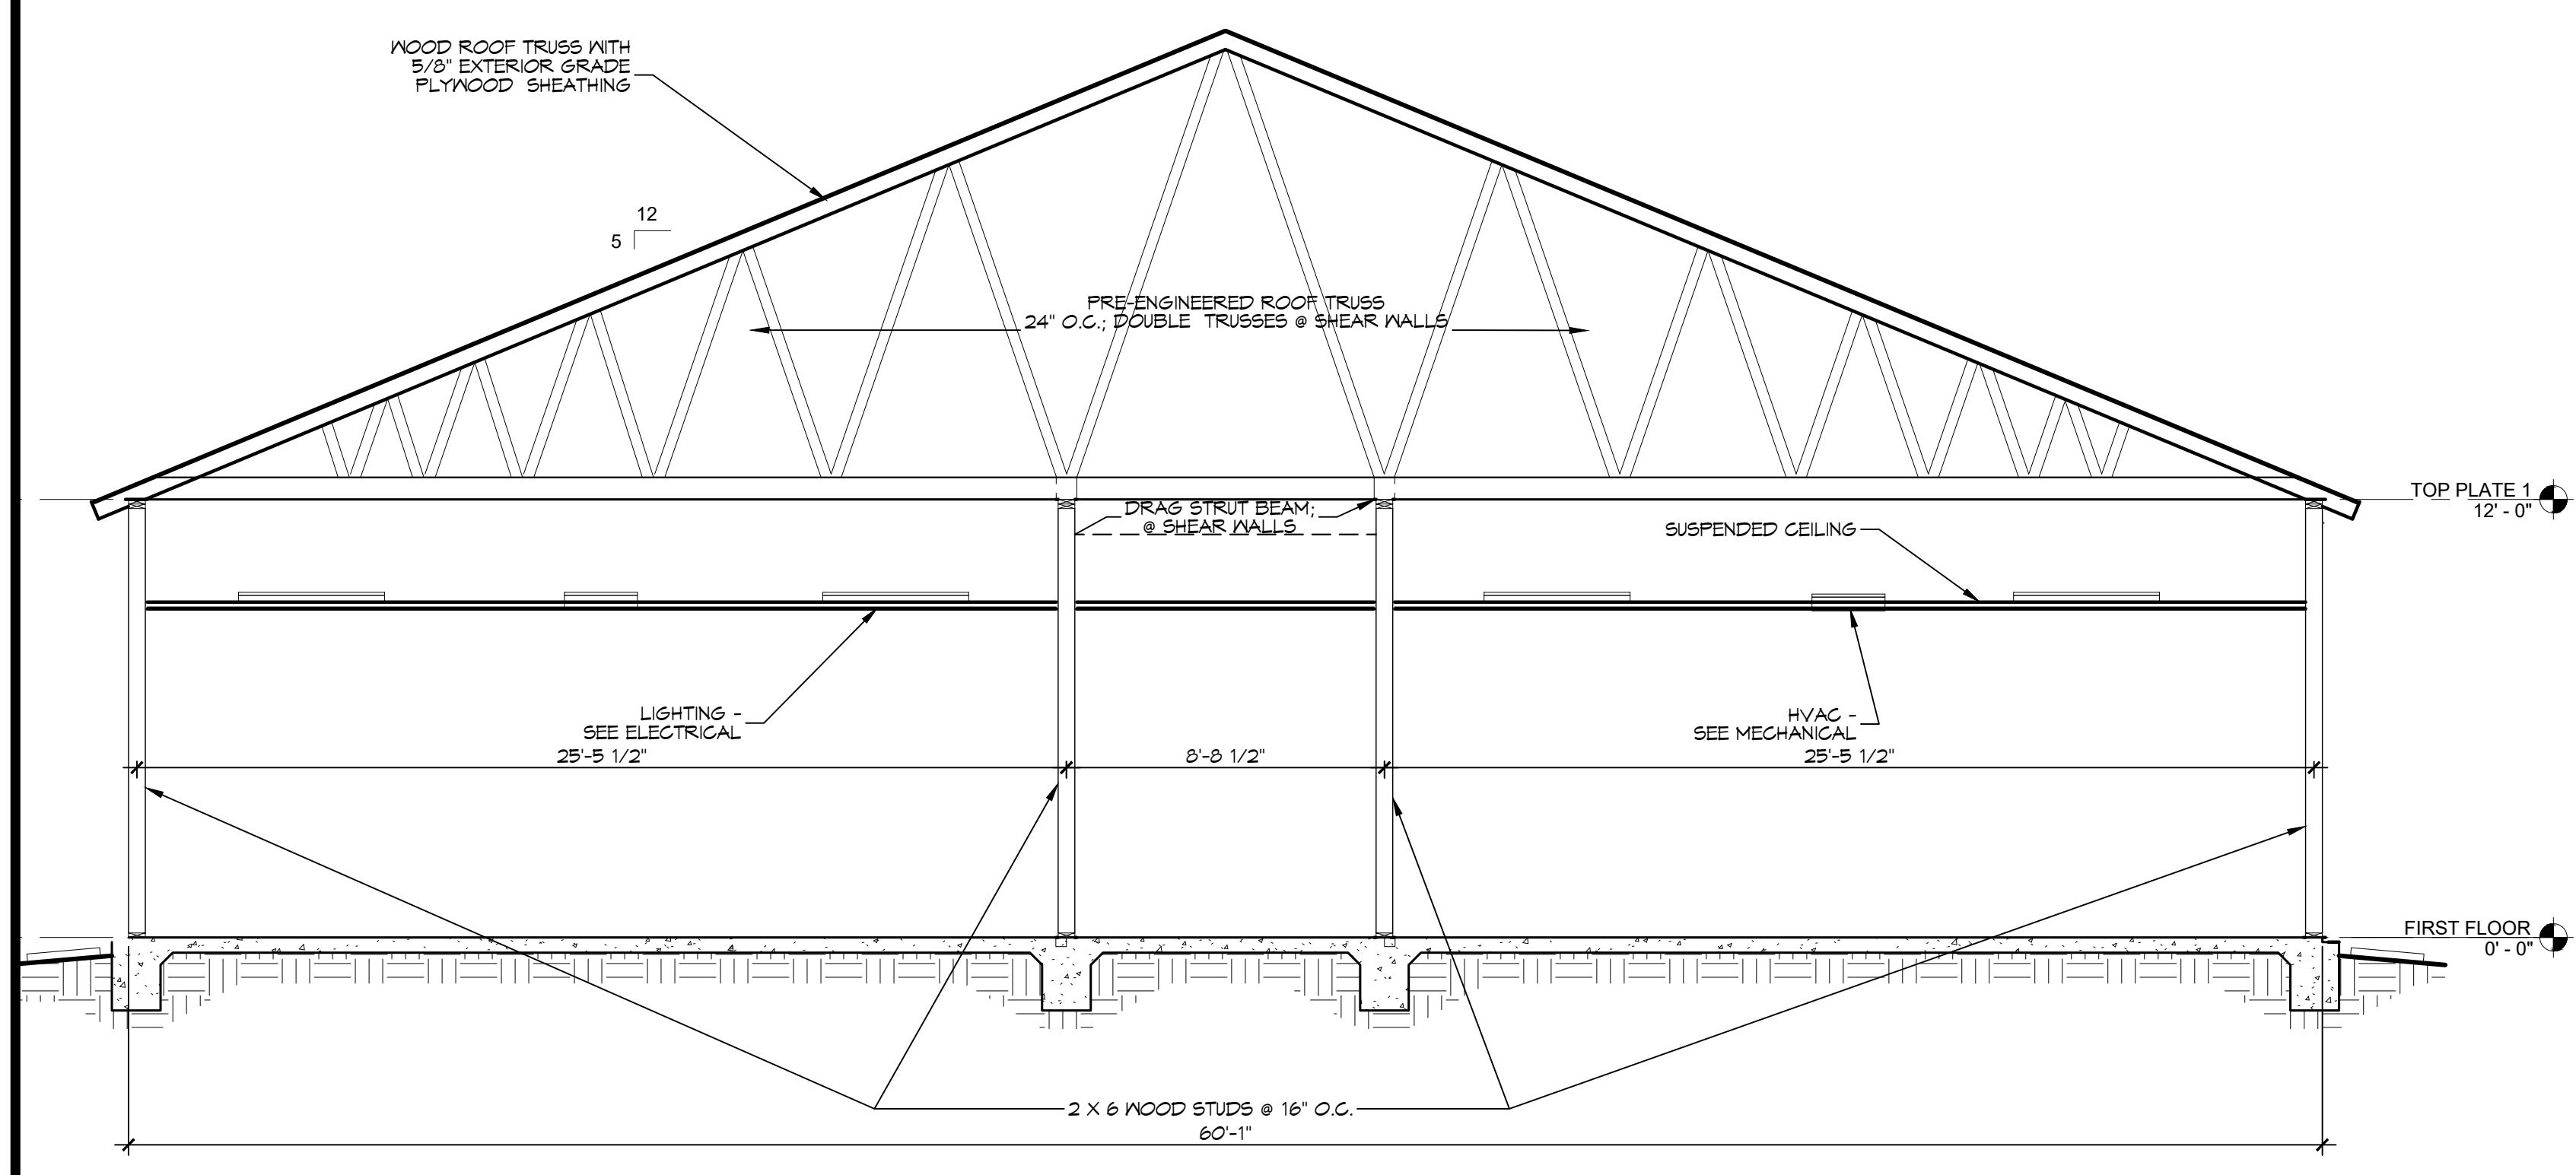 WOOD ROOF TRUSS WITH
5/8" EXTERIOR GRADE
PLYWOOD SHEATHING
12
5
PRE-ENGINEERED ROOF TRUSS
24" O.C.; DOUBLE TRUSSES @ SHEAR WALLS
TOP PLATE 1
12' - 0"
DRAG STRUT BEAM;
@ SHEAR WALLS
SUSPENDED CEILING
LIGHTING -
SEE ELECTRICAL
HVAC -
SEE MECHANICAL
25'-5 1/2"
8'-8 1/2"
25'-5 1/2"
FIRST FLOOR
0' - 0"
2 X 6 WOOD STUDS @ 16" O.C.
60'-1"